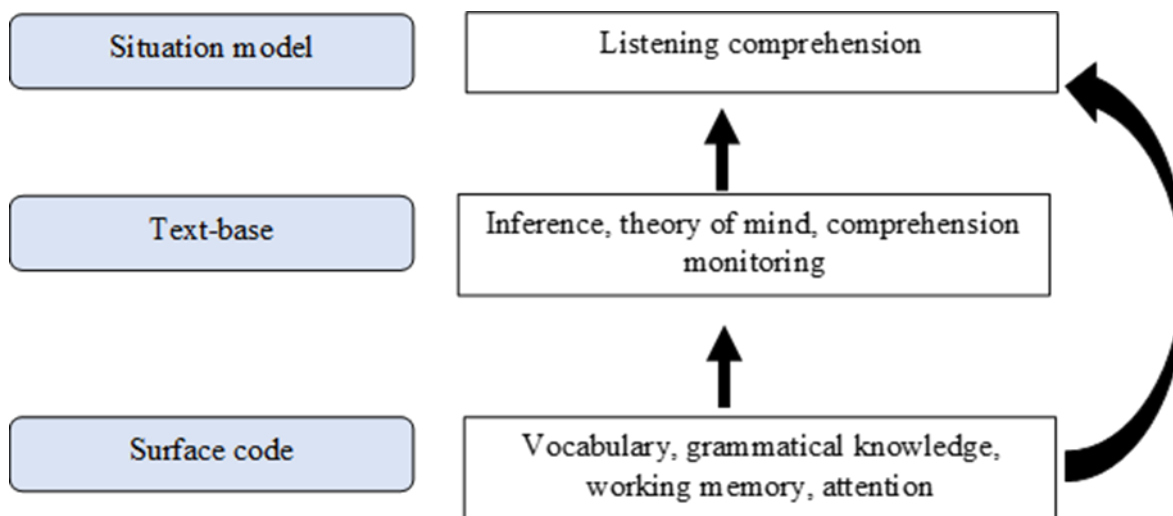 Situation model
Listening comprehension
Text-base
Inference, theory of mind, comprehension
monitoring
Surface code
Vocabulary, grammatical knowledge,
working memory, attention